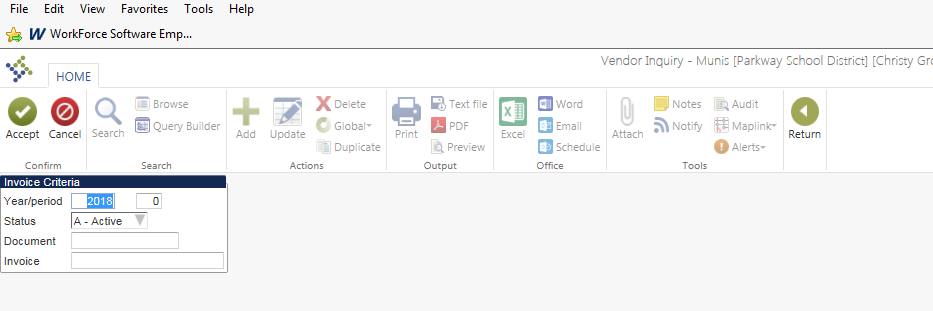 File Edit View Favorites Tools Help
WorkForce Software Emp...
Vendor Inquiry - Munis [Parkway School District] [Christy Gro
HOME
Accept Cancel Search Browse Query Builder Add Update Delete Global Duplicate Print Text file PDF Preview Excel Word Email Schedule Attach Notes Notify Audit Maplink Alerts Return
Confirm Search Actions Output Office Tools
Invoice Criteria
Year/period 2018 0
Status A - Active
Document
Invoice